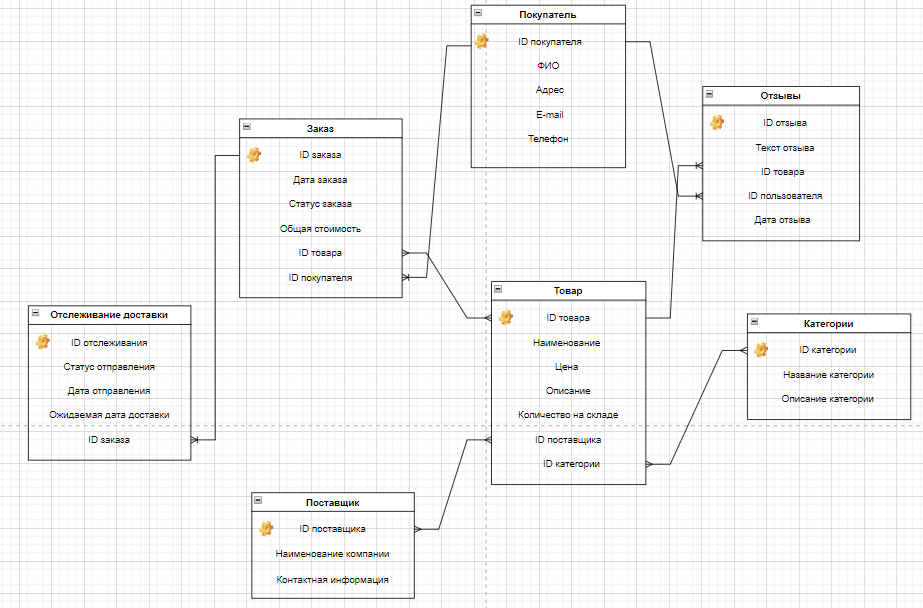 Покупатель
ID покупателя
ФИО
Адрес
E-mail
Телефон
Отзывы
ID отзыва
Текст отзыва
ID товара
ID пользователя
Дата отзыва
Заказ
ID заказа
Дата заказа
Статус заказа
Общая стоимость
ID товара
ID покупателя
Товар
ID товара
Наименование
Цена
Описание
Количество на складе
ID поставщика
ID категории
Отслеживание доставки
ID отслеживания
Статус отправления
Дата отправления
Ожидаемая дата доставки
ID заказа
Категории
ID категории
Название категории
Описание категории
Поставщик
ID поставщика
Наименование компании
Контактная информация